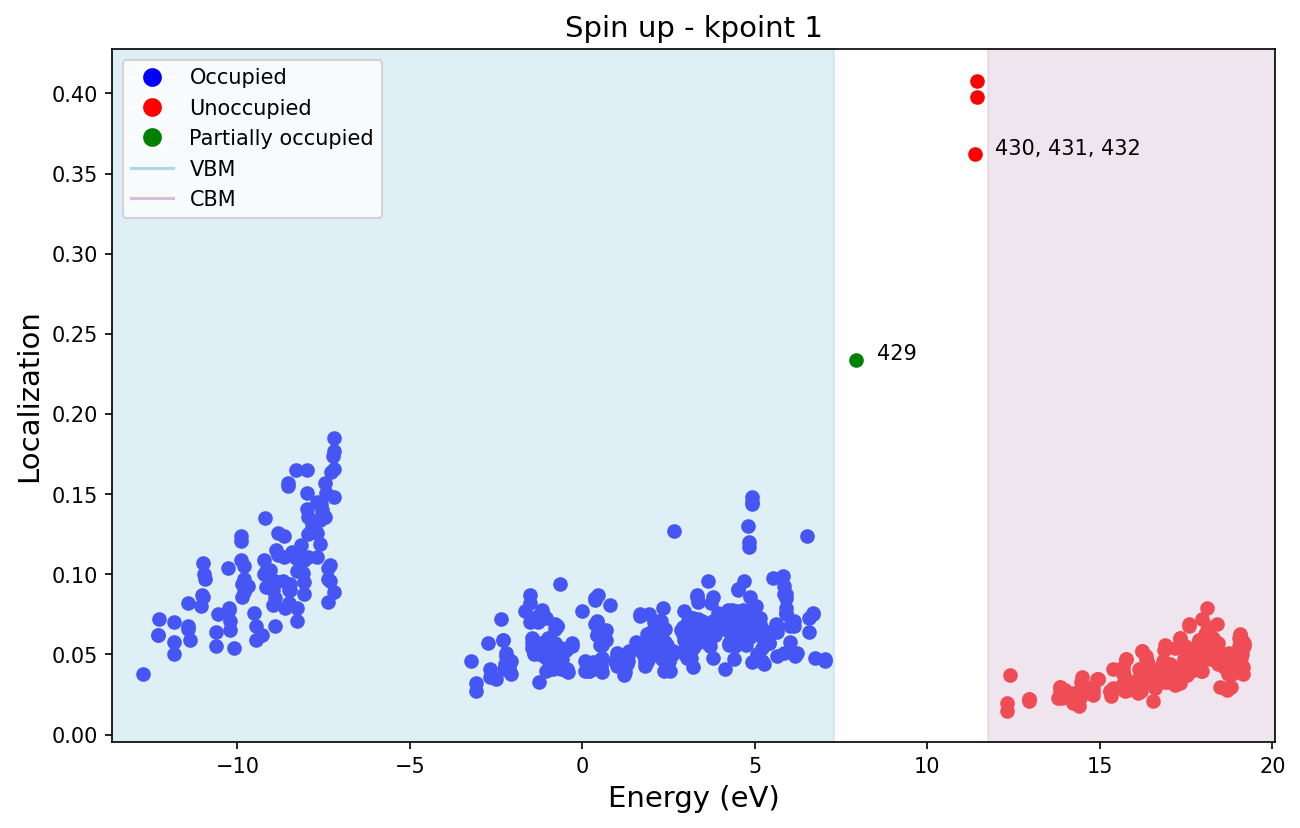 Spin up - kpoint 1
Occupied
Unoccupied
Partially occupied
VBM
CBM
430, 431, 432
429
Localization
0.40
0.35
0.30
0.25
0.20
0.15
0.10
0.05
0.00
−10
−5
0
5
10
15
20
Energy (eV)